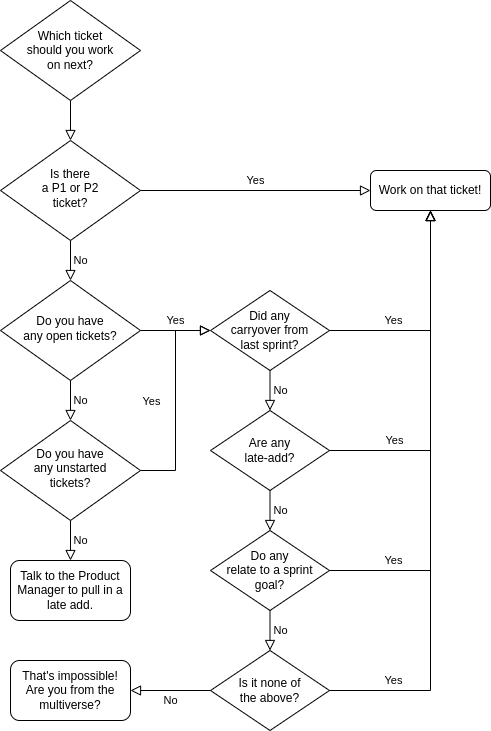 Which ticket
should you work
on next?
Is there
a P1 or P2
ticket?
Yes
Work on that ticket!
No
Do you have
any open tickets?
Yes
Did any
carryover from
last sprint?
Yes
No
Yes
No
Do you have
any unstarted
tickets?
Are any
late-add?
Yes
No
No
Talk to the Product
Manager to pull in a
late add.
Do any
relate to a sprint
goal?
Yes
No
That's impossible!
Are you from the
multiverse?
No
Is it none of
the above?
Yes